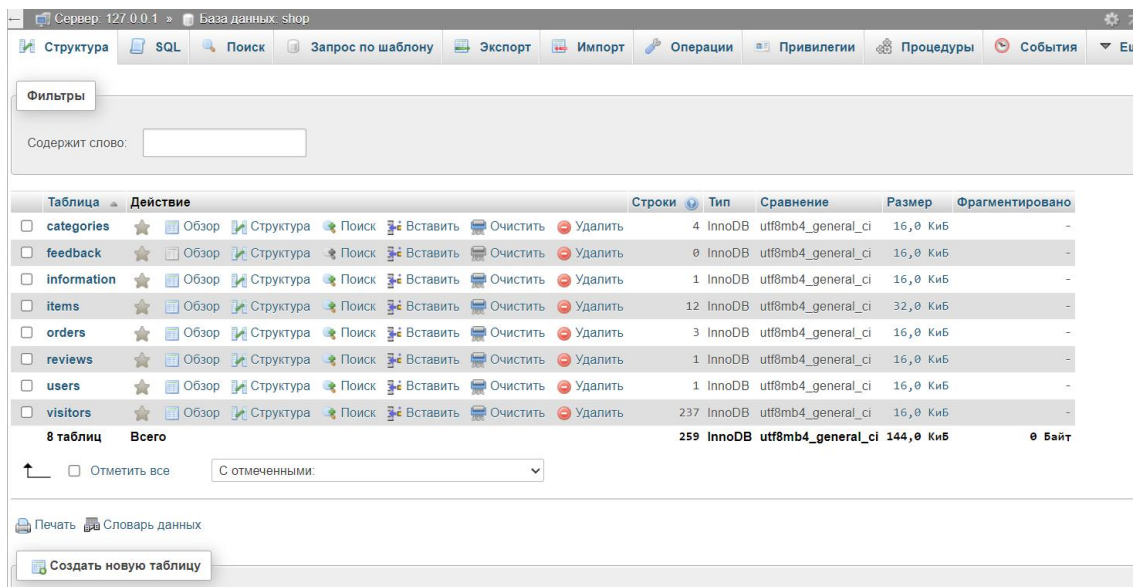 Сервер: 127.0.0.1 » База данных: shop
Структура SQL Поиск Запрос по шаблону Экспорт Импорт Операции Привилегии Процедуры События
Фильтры
Содержит слово:
Таблица Действие Строки Тип Сравнение Размер Фрагментировано
categories Обзор Структура Поиск Вставить Очистить Удалить 4 InnoDB utf8mb4_general_ci 16,0 КиБ -
feedback Обзор Структура Поиск Вставить Очистить Удалить 0 InnoDB utf8mb4_general_ci 16,0 КиБ -
information Обзор Структура Поиск Вставить Очистить Удалить 1 InnoDB utf8mb4_general_ci 16,0 КиБ -
items Обзор Структура Поиск Вставить Очистить Удалить 12 InnoDB utf8mb4_general_ci 32,0 КиБ -
orders Обзор Структура Поиск Вставить Очистить Удалить 3 InnoDB utf8mb4_general_ci 16,0 КиБ -
reviews Обзор Структура Поиск Вставить Очистить Удалить 1 InnoDB utf8mb4_general_ci 16,0 КиБ -
users Обзор Структура Поиск Вставить Очистить Удалить 1 InnoDB utf8mb4_general_ci 16,0 КиБ -
visitors Обзор Структура Поиск Вставить Очистить Удалить 237 InnoDB utf8mb4_general_ci 16,0 КиБ -
8 таблиц Всего 259 InnoDB utf8mb4_general_ci 144,0 КиБ 0 Байт
Отметить все С отмеченными:
Печать Словарь данных
Создать новую таблицу